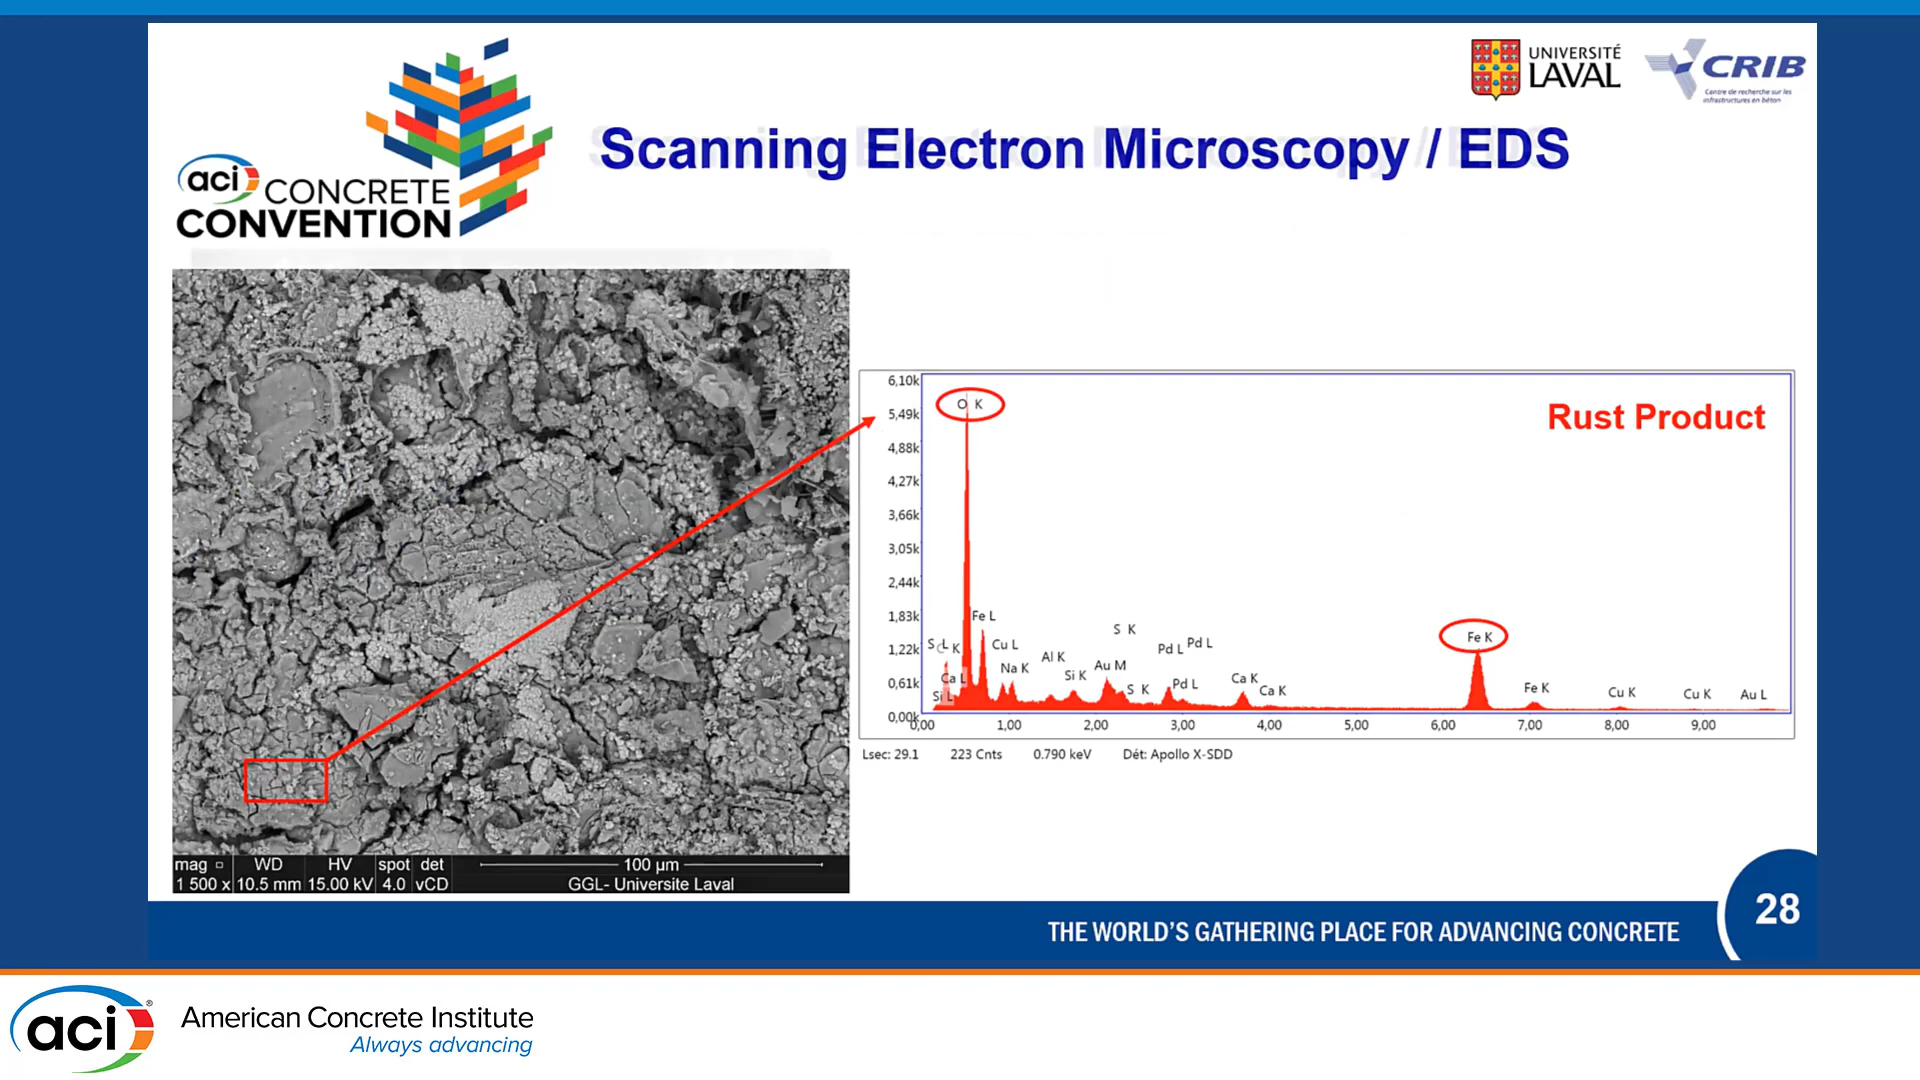 UNIVERSITÉ
LAVAL
CRIB
Centre de recherche sur les
infrastructures en béton
aci CONCRETE
CONVENTION
Scanning Electron Microscopy / EDS
6,10k
5,49k
4,88k
4,27k
3,66k
3,05k
2,44k
1,83k
1,22k
0,61k
0,00k
O K
Rust Product
Fe L
S L
K
Cu L
Ca L
Si L
Na K
Al K
Si K
Au M
S K
S K
Pd L
Pd L
Pd L
Ca K
Ca K
Fe K
Fe K
Cu K
Cu K
Au L
0,00 1,00 2,00 3,00 4,00 5,00 6,00 7,00 8,00 9,00
Lsec: 29.1 223 Cnts 0.790 keV Dét: Apollo X-SDD
mag WD HV spot det 100 µm
1 500 x 10.5 mm 15.00 kV 4.0 vCD GGL- Universite Laval
THE WORLD'S GATHERING PLACE FOR ADVANCING CONCRETE
28
aci ®
American Concrete Institute
Always advancing